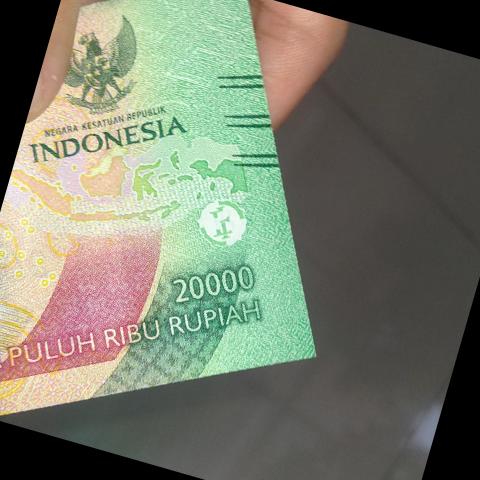 NEGARA KESATUAN REPUBLIK
INDONESIA
20000
PULUH RIBU RUPIAH